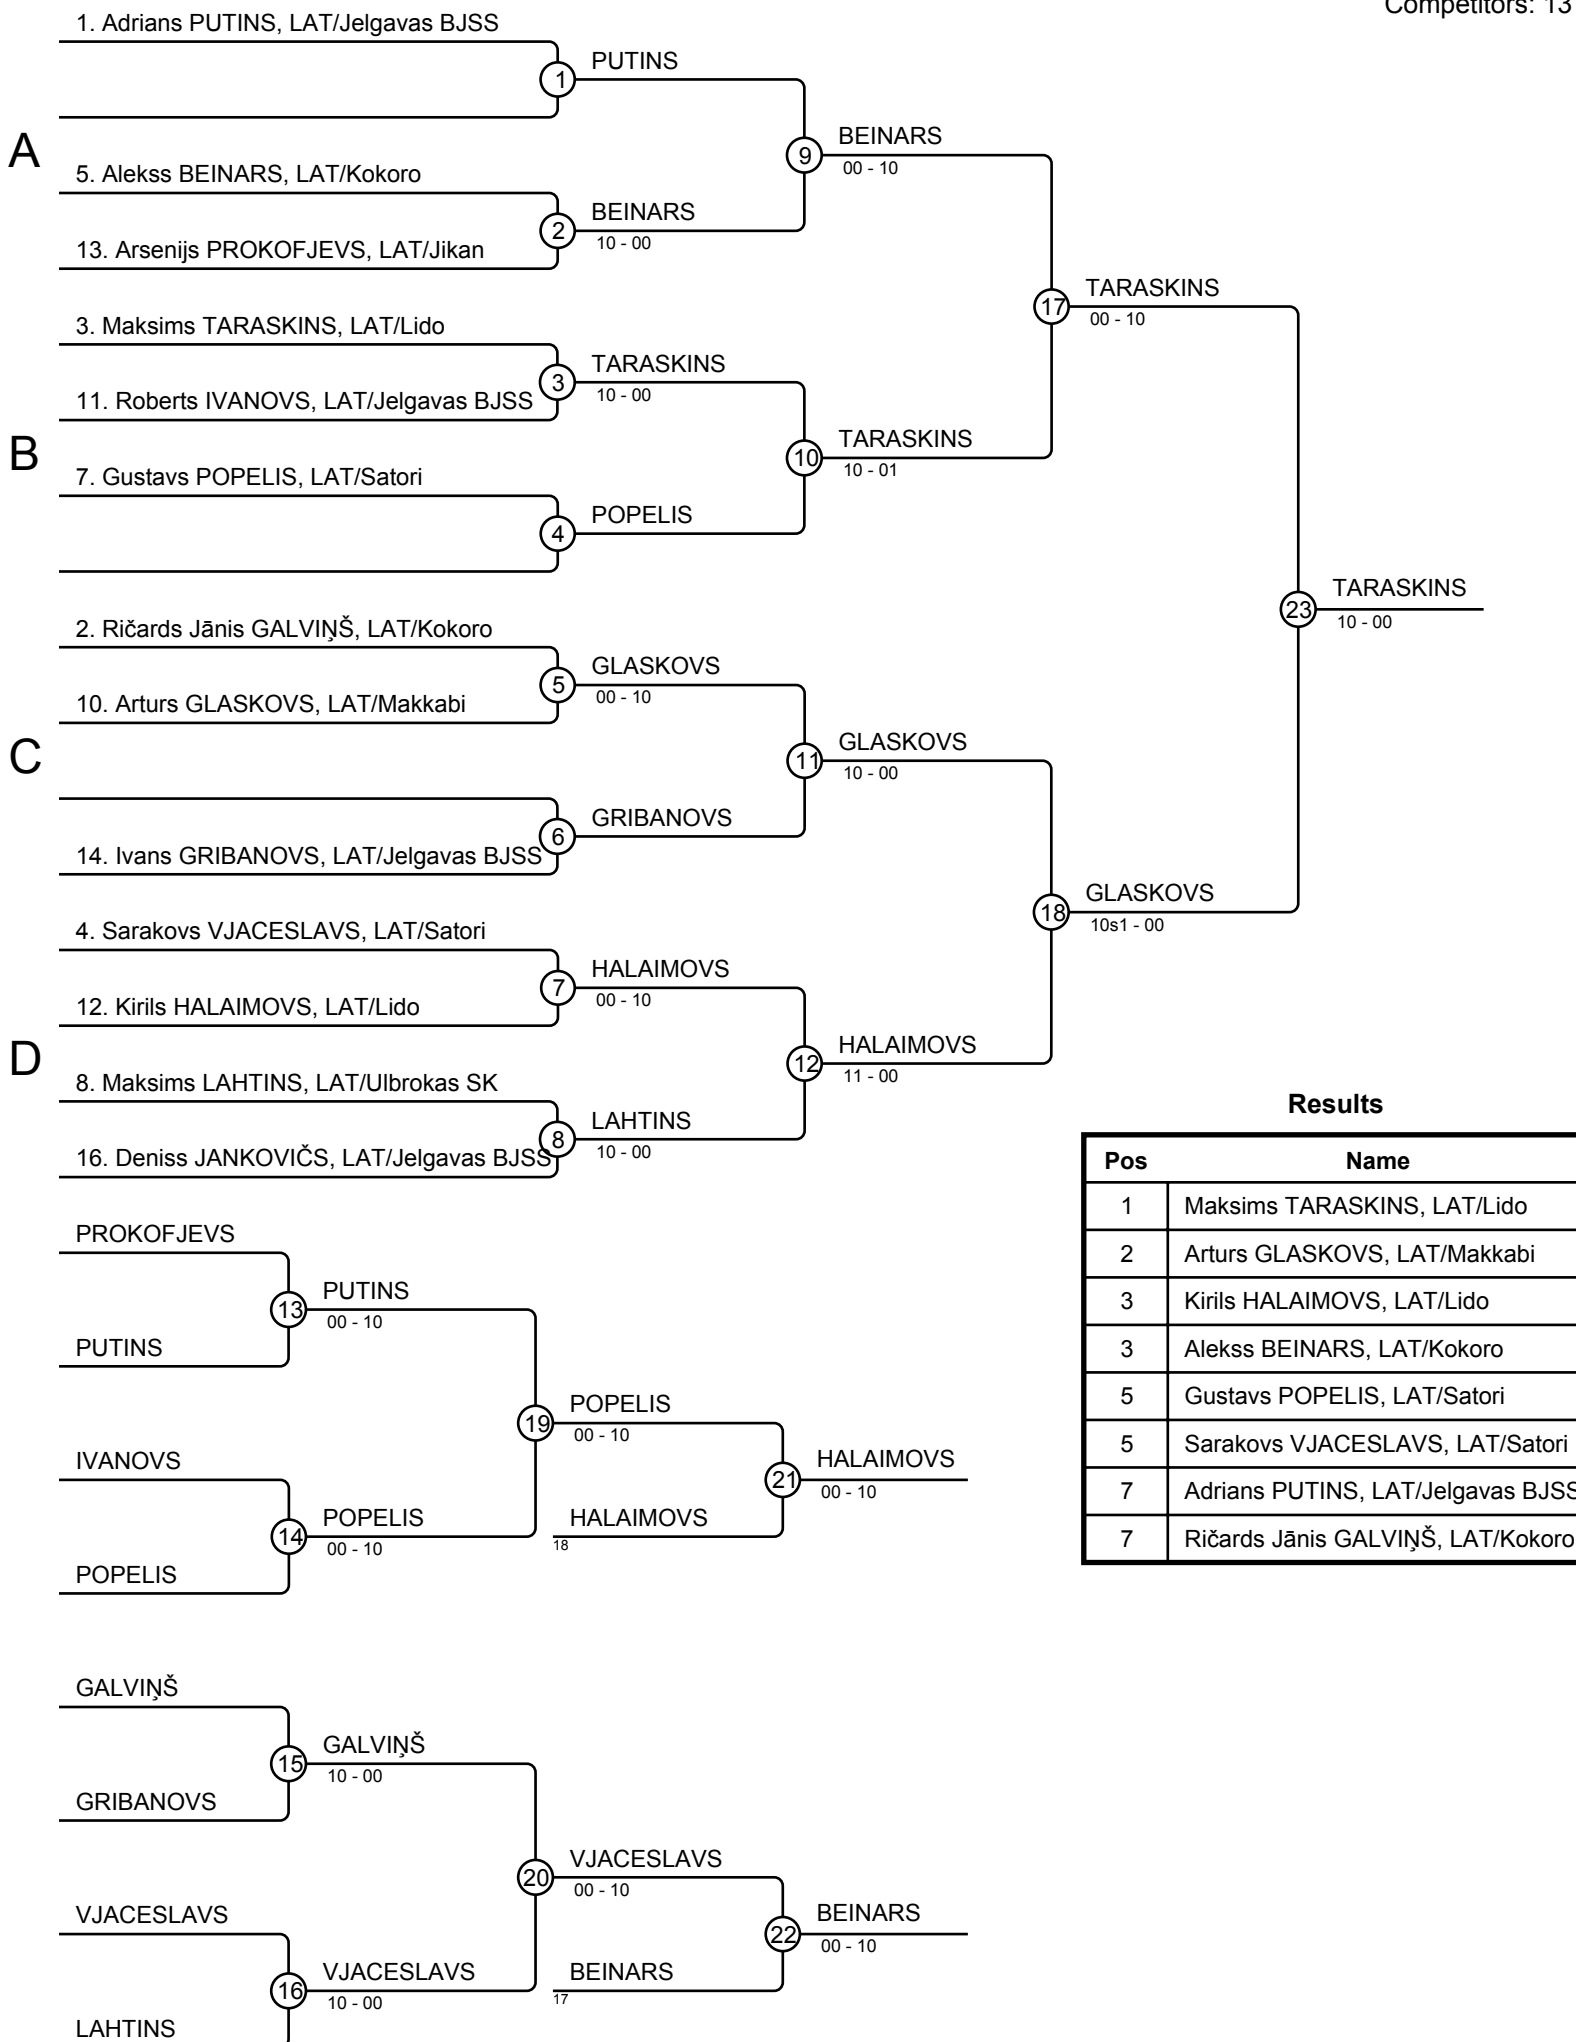 Competitors: 13
1. Adrians PUTINS, LAT/Jelgavas BJSS
1
PUTINS
A
9
BEINARS
00 - 10
5. Alekss BEINARS, LAT/Kokoro
2
BEINARS
10 - 00
13. Arsenijs PROKOFJEVS, LAT/Jikan
17
TARASKINS
00 - 10
3. Maksims TARASKINS, LAT/Lido
3
TARASKINS
10 - 00
11. Roberts IVANOVS, LAT/Jelgavas BJSS
B
10
TARASKINS
10 - 01
7. Gustavs POPELIS, LAT/Satori
4
POPELIS
23
TARASKINS
10 - 00
2. Ričards Jānis GALVIŅŠ, LAT/Kokoro
5
GLASKOVS
00 - 10
10. Arturs GLASKOVS, LAT/Makkabi
C
11
GLASKOVS
10 - 00
6
GRIBANOVS
14. Ivans GRIBANOVS, LAT/Jelgavas BJSS
18
GLASKOVS
10s1 - 00
4. Sarakovs VJACESLAVS, LAT/Satori
7
HALAIMOVS
00 - 10
12. Kirils HALAIMOVS, LAT/Lido
D
12
HALAIMOVS
11 - 00
8. Maksims LAHTINS, LAT/Ulbrokas SK
8
LAHTINS
10 - 00
16. Deniss JANKOVIČS, LAT/Jelgavas BJSS
Results
Pos Name
1 Maksims TARASKINS, LAT/Lido
2 Arturs GLASKOVS, LAT/Makkabi
3 Kirils HALAIMOVS, LAT/Lido
3 Alekss BEINARS, LAT/Kokoro
5 Gustavs POPELIS, LAT/Satori
5 Sarakovs VJACESLAVS, LAT/Satori
7 Adrians PUTINS, LAT/Jelgavas BJSS
7 Ričards Jānis GALVIŅŠ, LAT/Kokoro
PROKOFJEVS
13
PUTINS
00 - 10
PUTINS
19
POPELIS
00 - 10
IVANOVS
14
POPELIS
00 - 10
POPELIS
21
HALAIMOVS
00 - 10
HALAIMOVS
18
GALVIŅŠ
15
GALVIŅŠ
10 - 00
GRIBANOVS
20
VJACESLAVS
00 - 10
VJACESLAVS
16
VJACESLAVS
10 - 00
LAHTINS
22
BEINARS
00 - 10
BEINARS
17